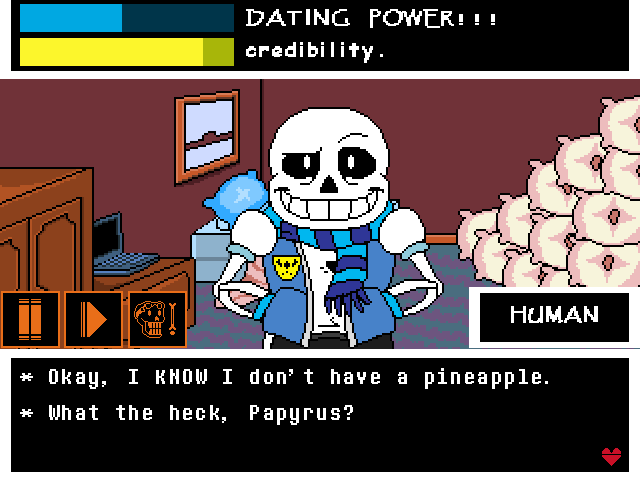 DATING POWER!!!
credibility.
HUMAN
* Okay, I KNOW I don't have a pineapple.
* What the heck, Papyrus?